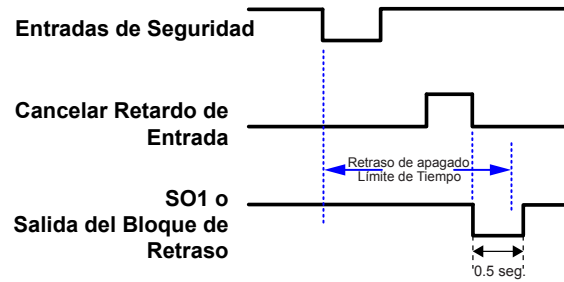 Entradas de Seguridad
Cancelar Retardo de
Entrada
Retraso de apagado
Límite de Tiempo
SO1 o
Salida del Bloque de
Retraso
0.5 seg.